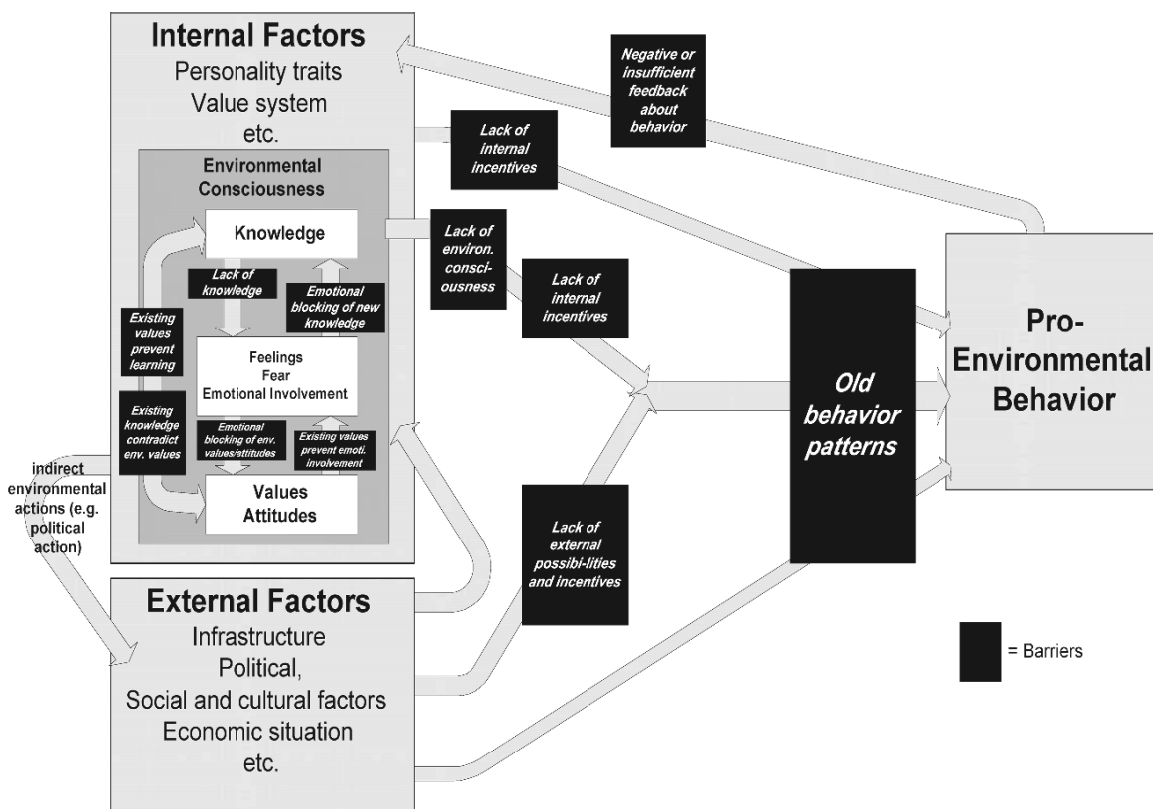 Internal Factors
Personality traits
Value system
etc.
Environmental
Consciousness
Knowledge
Lack of
knowledge
Emotional
blocking of new
knowledge
Existing
values
prevent
learning
Feelings
Fear
Emotional Involvement
Existing
knowledge
contradict
env. values
Emotional
blocking of env.
values/attitudes
Existing values
prevent emoti.
involvement
Values
Attitudes
indirect
environmental
actions (e.g.
political
action)
External Factors
Infrastructure
Political,
Social and cultural factors
Economic situation
etc.
Negative or
insufficient
feedback
about
behavior
Lack of
internal
incentives
Lack of
environ.
consci-
ousness
Lack of
internal
incentives
Lack of
external
possibi-lities
and incentives
Old
behavior
patterns
Pro-
Environmental
Behavior
= Barriers